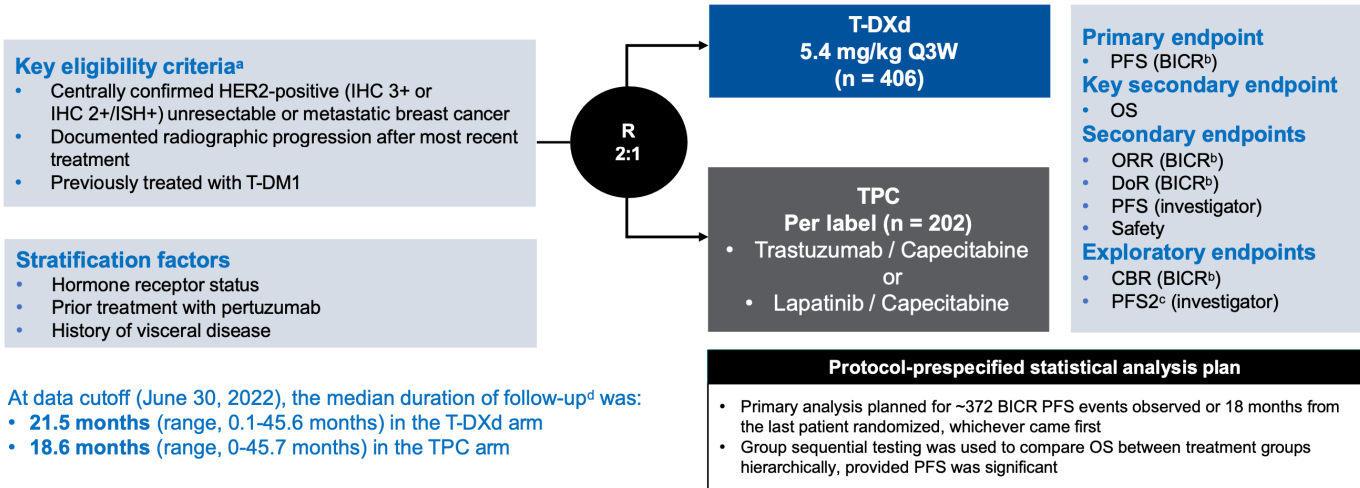 Key eligibility criteriaᵃ
• Centrally confirmed HER2-positive (IHC 3+ or
IHC 2+/ISH+) unresectable or metastatic breast cancer
• Documented radiographic progression after most recent
treatment
• Previously treated with T-DM1
Stratification factors
• Hormone receptor status
• Prior treatment with pertuzumab
• History of visceral disease
R
2:1
T-DXd
5.4 mg/kg Q3W
(n = 406)
TPC
Per label (n = 202)
• Trastuzumab / Capecitabine
or
• Lapatinib / Capecitabine
Primary endpoint
• PFS (BICRᵇ)
Key secondary endpoint
• OS
Secondary endpoints
• ORR (BICRᵇ)
• DoR (BICRᵇ)
• PFS (investigator)
• Safety
Exploratory endpoints
• CBR (BICRᵇ)
• PFS2ᶜ (investigator)
At data cutoff (June 30, 2022), the median duration of follow-upᵈ was:
• 21.5 months (range, 0.1-45.6 months) in the T-DXd arm
• 18.6 months (range, 0-45.7 months) in the TPC arm
Protocol-prespecified statistical analysis plan
• Primary analysis planned for ~372 BICR PFS events observed or 18 months from
the last patient randomized, whichever came first
• Group sequential testing was used to compare OS between treatment groups
hierarchically, provided PFS was significant